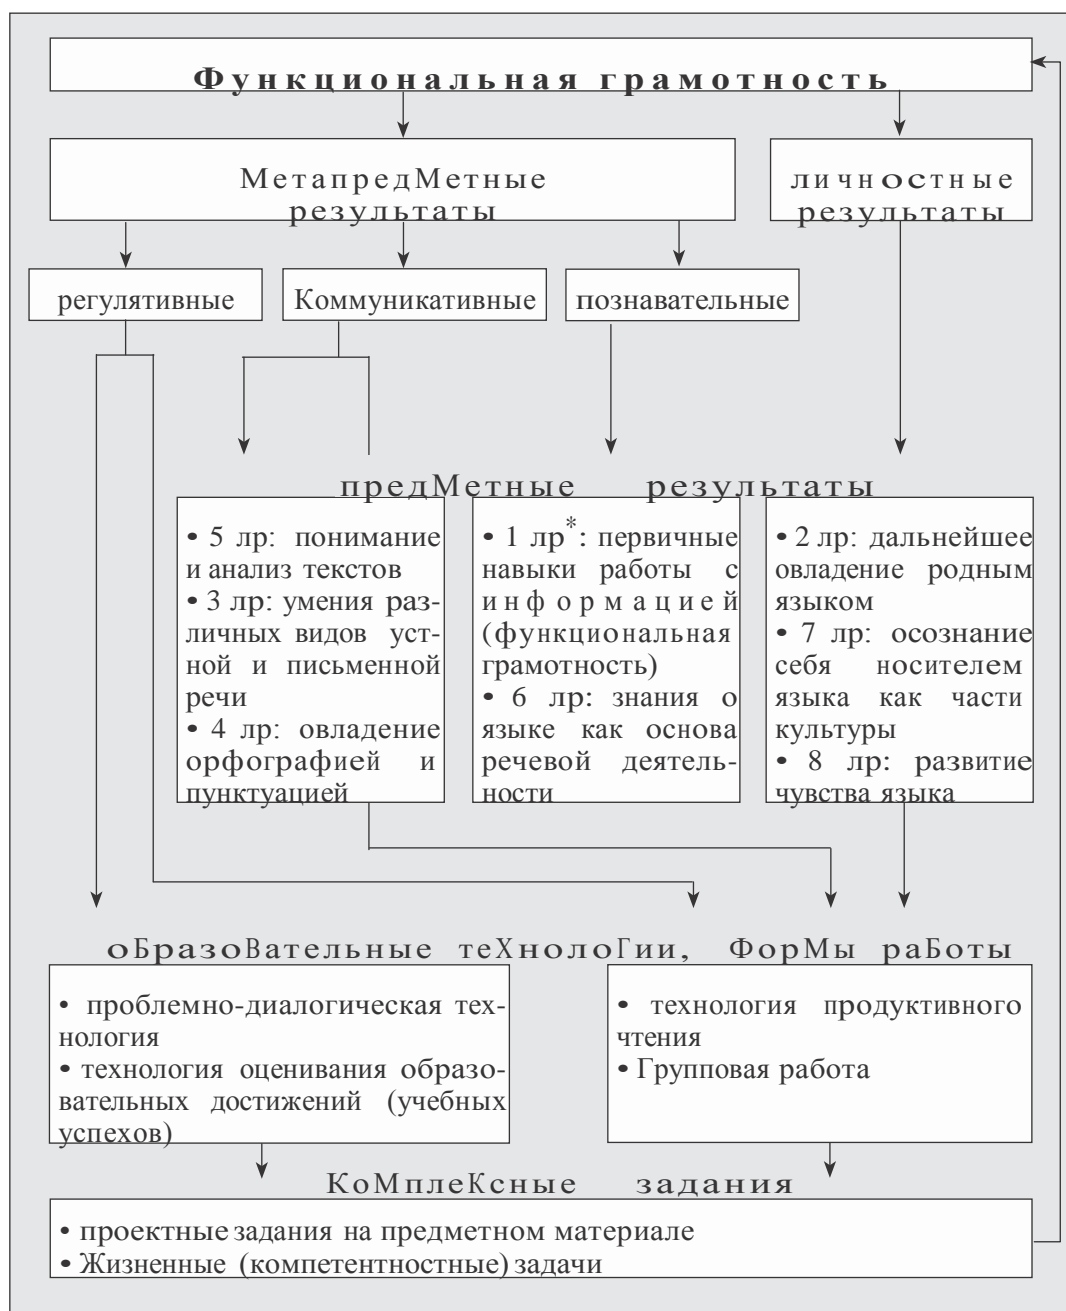 Функциональная грамотность
МетапредМетные
результаты
личностные
результаты
регулятивные
Коммуникативные
познавательные
предМетные результаты
• 5 лр: понимание
и анализ текстов
• 3 лр: умения раз-
личных видов уст-
ной и письменной
речи
• 4 лр: овладение
орфографией и
пунктуацией
• 1 лр*: первичные
навыки работы с
информацией
(функциональная
грамотность)
• 6 лр: знания о
языке как основа
речевой деятель-
ности
• 2 лр: дальнейшее
овладение родным
языком
• 7 лр: осознание
себя носителем
языка как части
культуры
• 8 лр: развитие
чувства языка
оБразоВательные теХнолоГии, ФорМы раБоты
• проблемно-диалогическая тех-
нология
• технология оценивания образо-
вательных достижений (учебных
успехов)
• технология продуктивного
чтения
• Групповая работа
КоМплеКсные задания
• проектные задания на предметном материале
• Жизненные (компетентностные) задачи